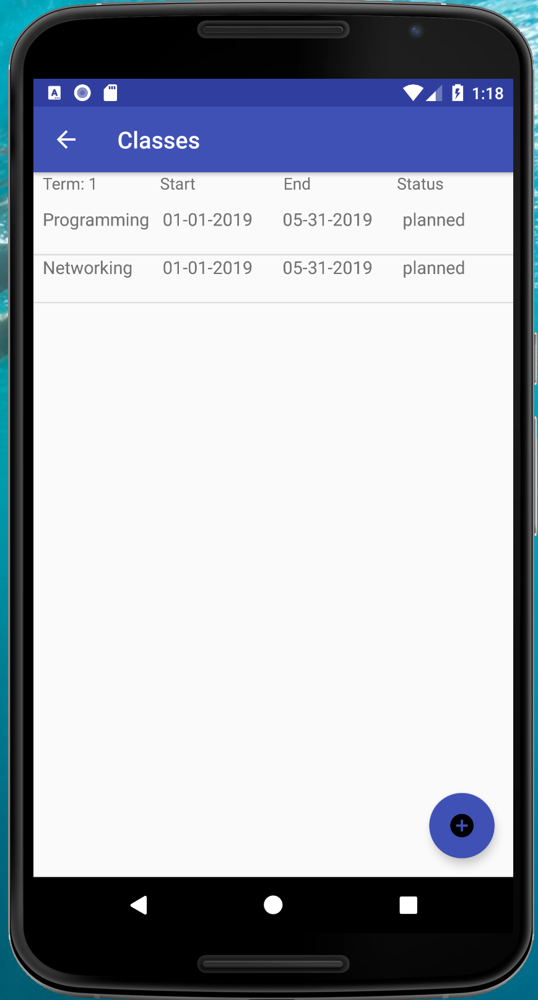 1:18
Classes
Term: 1 Start End Status
Programming 01-01-2019 05-31-2019 planned
Networking 01-01-2019 05-31-2019 planned